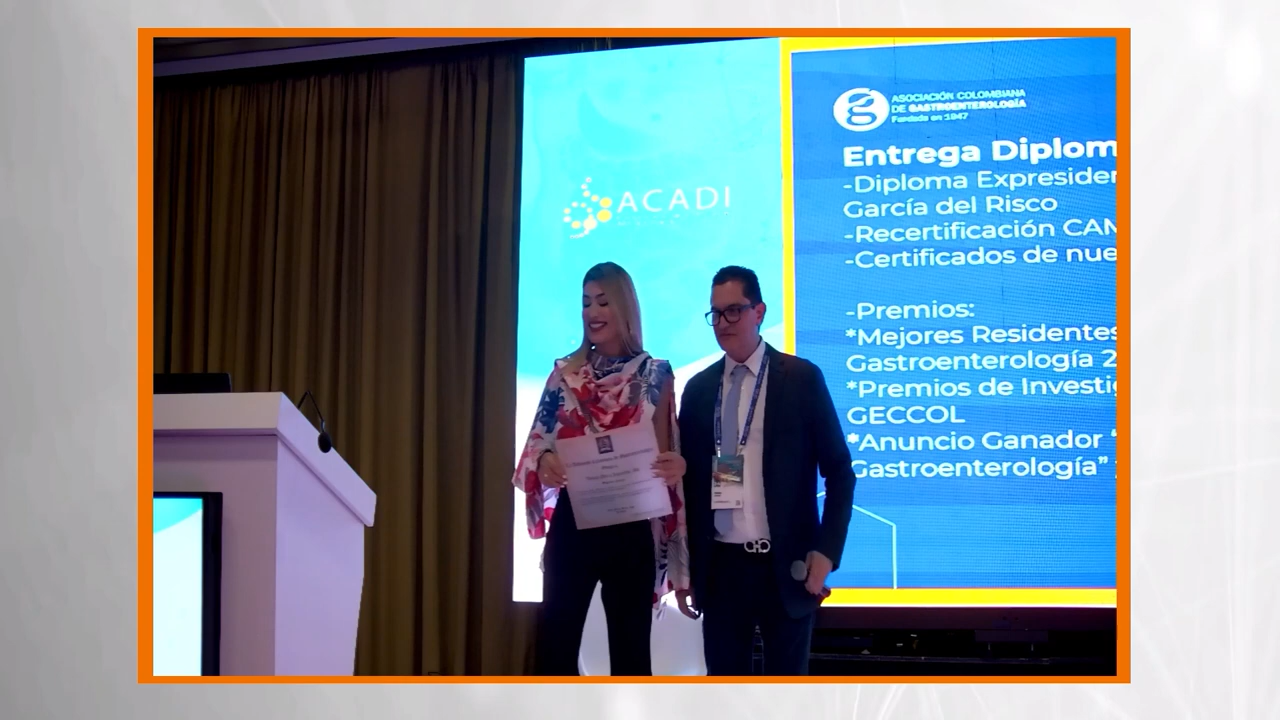 ACADI
ASOCIACIÓN COLOMBIANA
DE GASTROENTEROLOGÍA
Fundada en 1947
Entrega Diplom
-Diploma Expresiden
García del Risco
-Recertificación CAM
-Certificados de nue
-Premios:
*Mejores Residentes
Gastroenterología 2
*Premios de Investig
GECCOL
*Anuncio Ganador "
Gastroenterología"